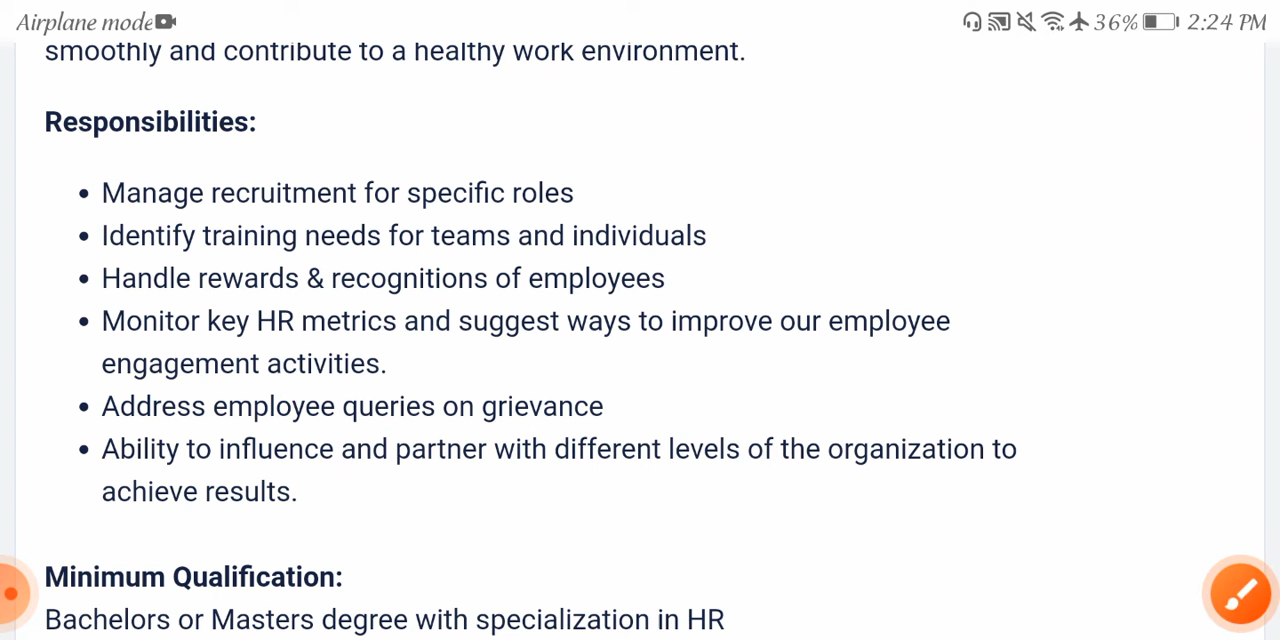 Airplane mode 36% 2:24 PM
smoothly and contribute to a healthy work environment.
Responsibilities:
• Manage recruitment for specific roles
• Identify training needs for teams and individuals
• Handle rewards & recognitions of employees
• Monitor key HR metrics and suggest ways to improve our employee
engagement activities.
• Address employee queries on grievance
• Ability to influence and partner with different levels of the organization to
achieve results.
Minimum Qualification:
Bachelors or Masters degree with specialization in HR